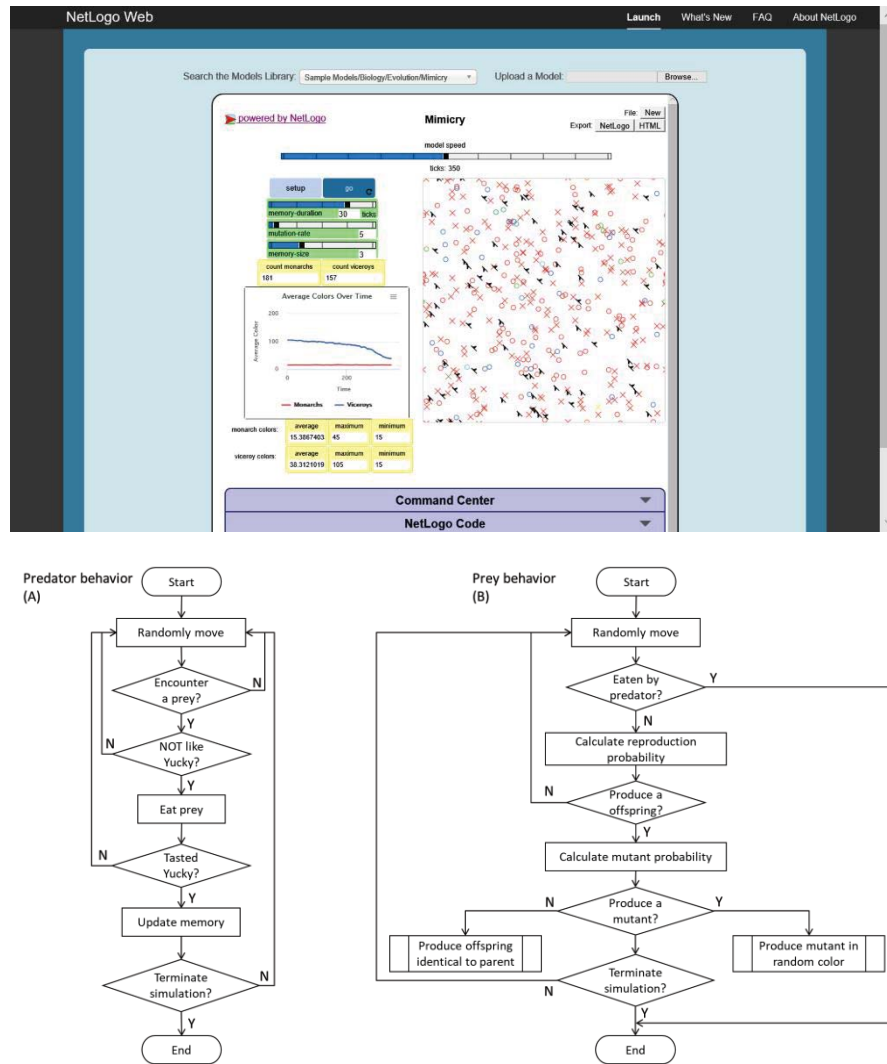 NetLogo Web
Launch What's New FAQ About NetLogo
Search the Models Library: Sample Models/Biology/Evolution/Mimicry Upload a Model: Browse...
powered by NetLogo
Mimicry
File: New
Export: NetLogo HTML
model speed
ticks: 350
setup go
memory-duration 30 ticks
mutation-rate 5
memory-size 3
count monarchs count viceroys
181 157
Average Colors Over Time
200
100
0
Average Color
0 200
Time
Monarchs Viceroys
monarch colors: average maximum minimum
15.3867403 45 15
viceroy colors: average maximum minimum
38.3121019 105 15
Command Center
NetLogo Code
Predator behavior
(A)
Start
Randomly move
Encounter
a prey?
N
Y
NOT like
Yucky?
N
Y
Eat prey
Tasted
Yucky?
N
Y
Update memory
Terminate
simulation?
N
Y
End
Prey behavior
(B)
Start
Randomly move
Eaten by
predator?
Y
N
Calculate reproduction
probability
Produce a
offspring?
N
Y
Calculate mutant probability
Produce a
mutant?
N
Y
Produce offspring
identical to parent
Produce mutant in
random color
Terminate
simulation?
N
Y
End